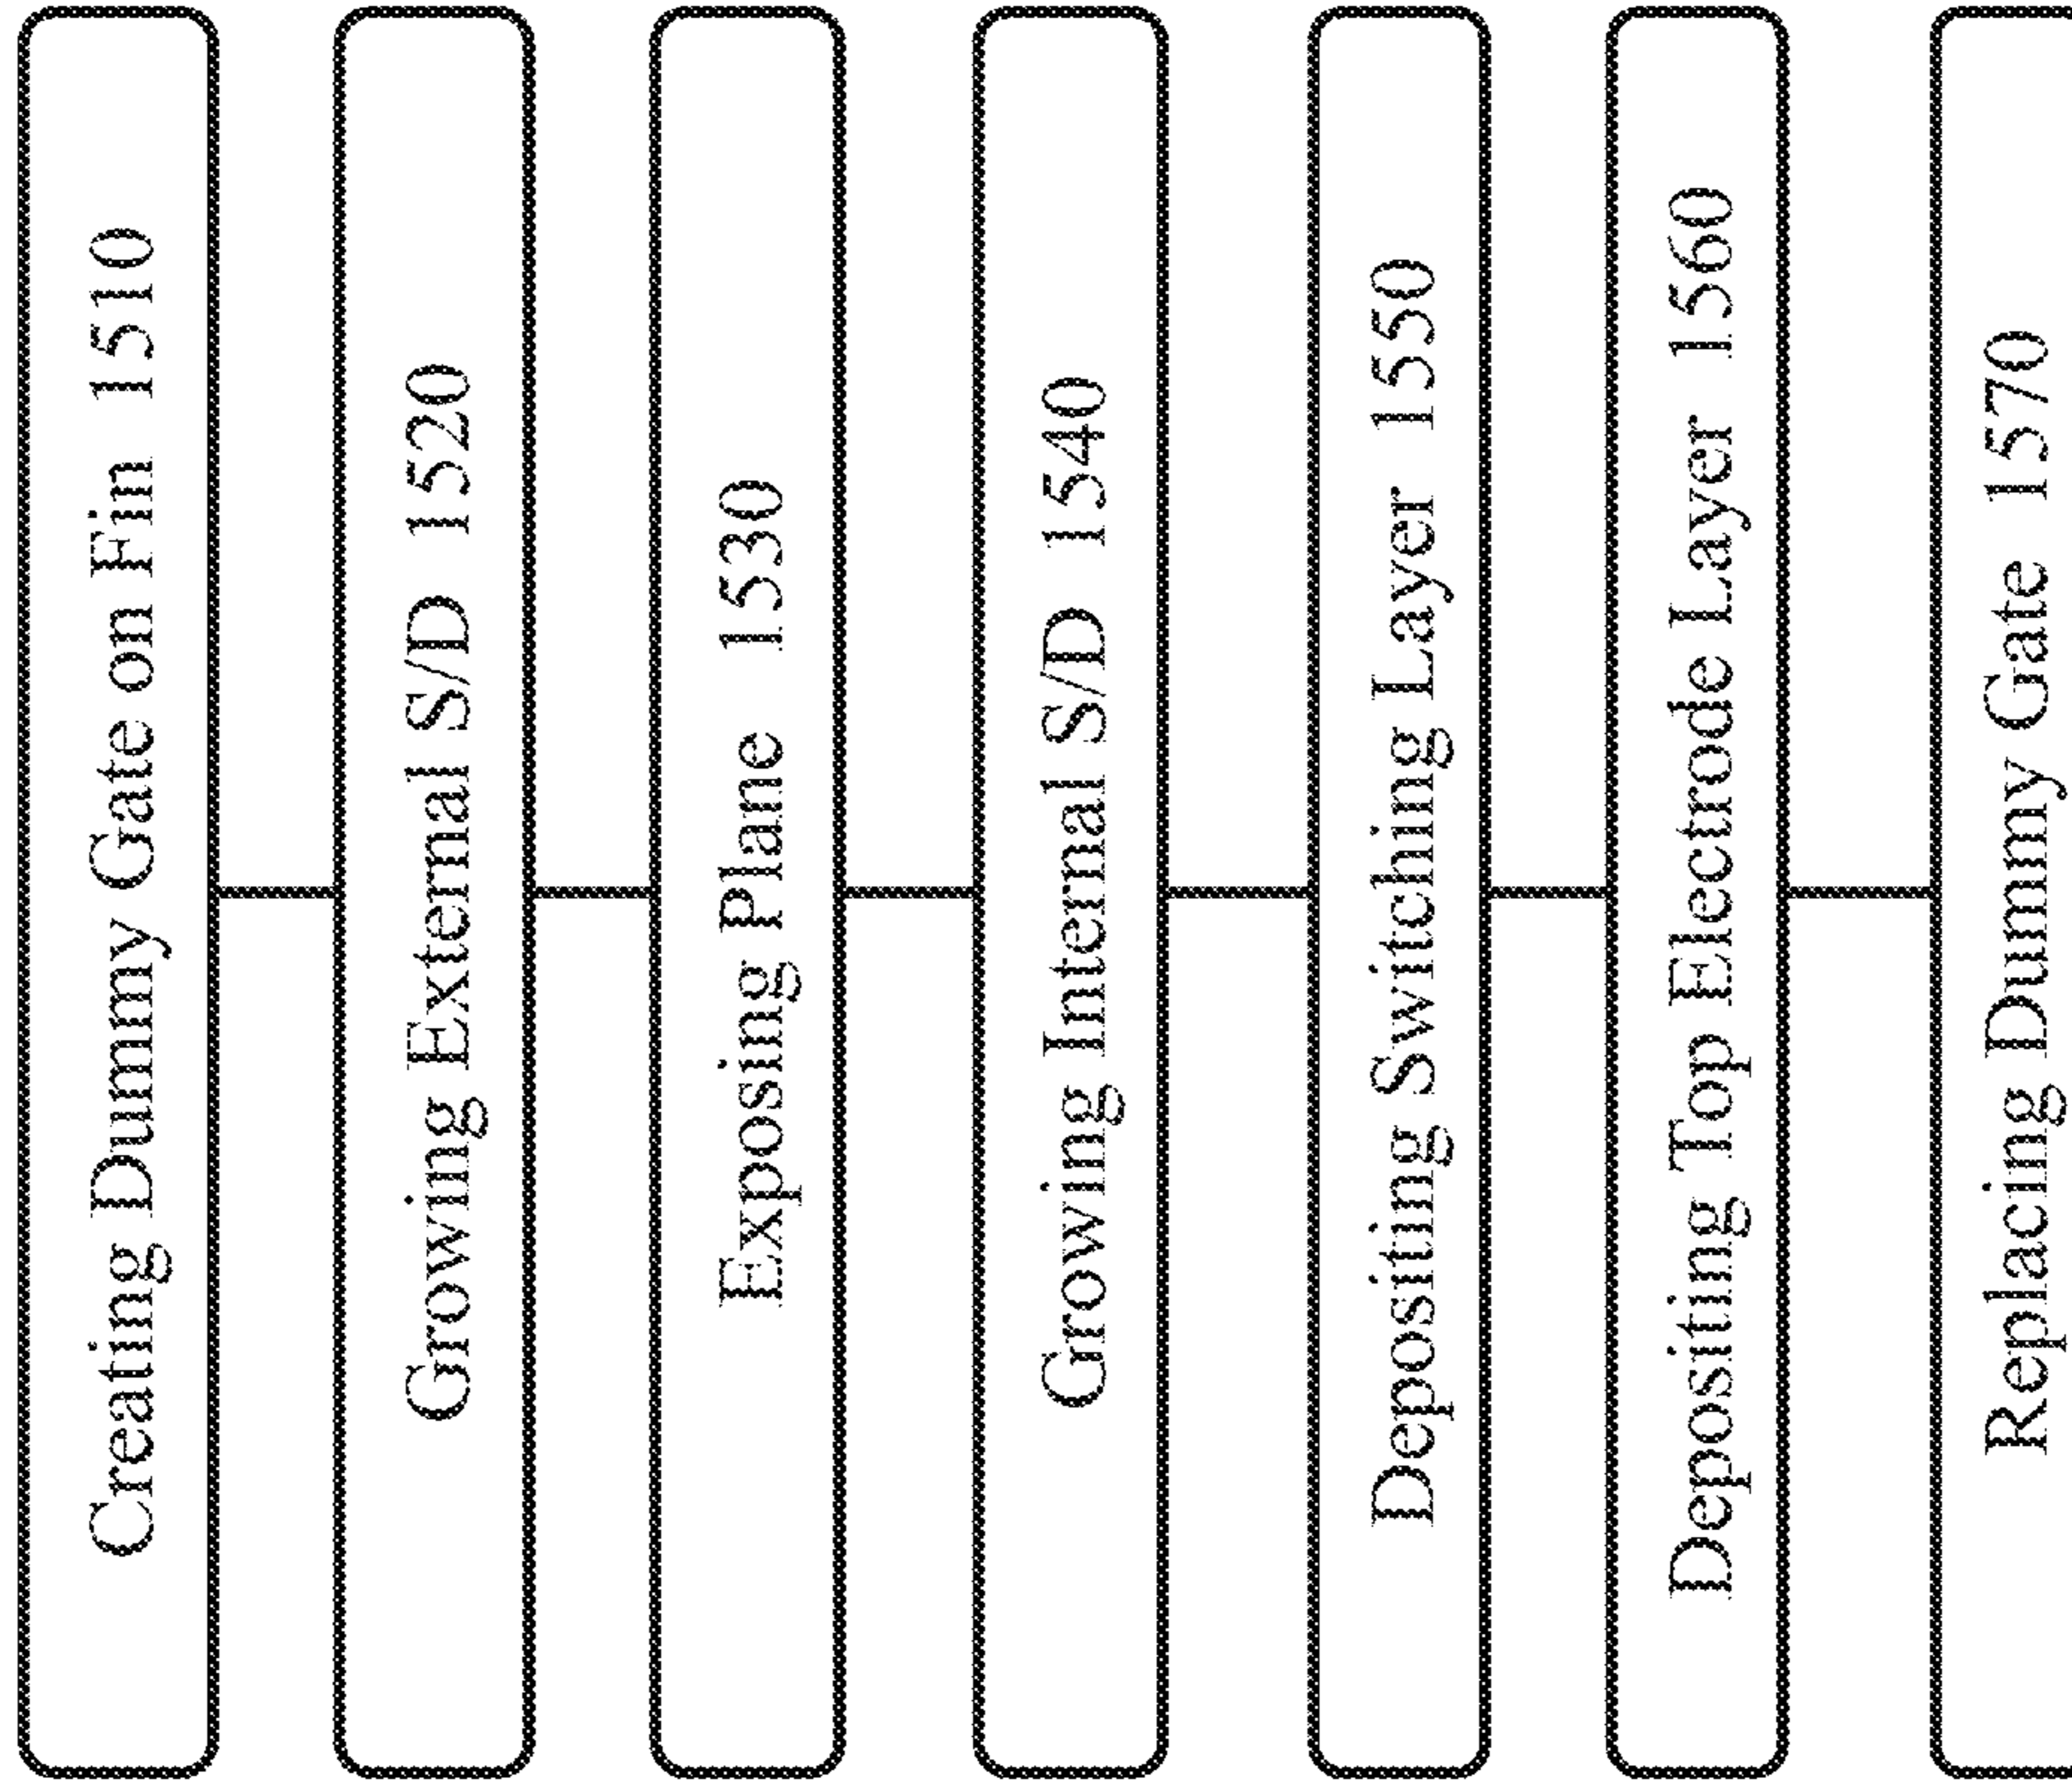 Creating Dummy Gate on Fin 1510
Growing External S/D 1520
Exposing Plane 1530
Growing Internal S/D 1540
Depositing Switching Layer 1550
Depositing Top Electrode Layer 1560
Replacing Dummy Gate 1570